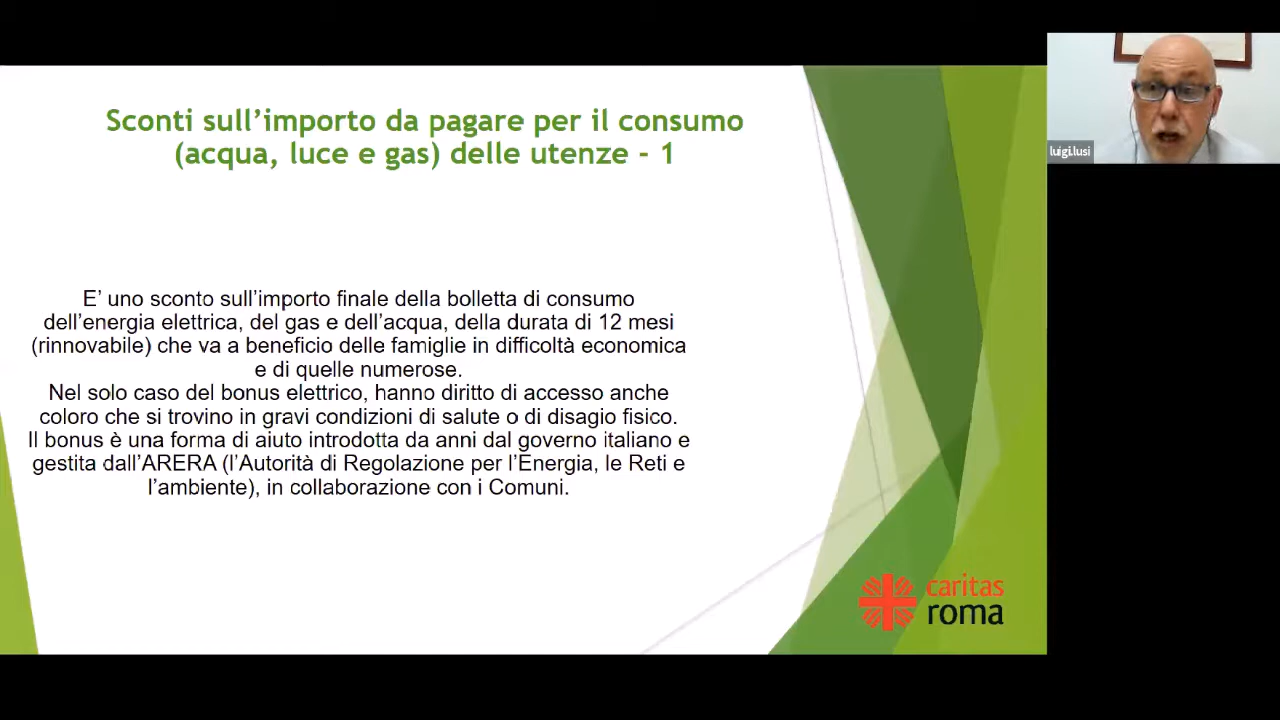 Sconti sull’importo da pagare per il consumo
(acqua, luce e gas) delle utenze - 1
luigi.lusi
E’ uno sconto sull’importo finale della bolletta di consumo
dell’energia elettrica, del gas e dell’acqua, della durata di 12 mesi
(rinnovabile) che va a beneficio delle famiglie in difficoltà economica
e di quelle numerose.
Nel solo caso del bonus elettrico, hanno diritto di accesso anche
coloro che si trovino in gravi condizioni di salute o di disagio fisico.
Il bonus è una forma di aiuto introdotta da anni dal governo italiano e
gestita dall’ARERA (l’Autorità di Regolazione per l’Energia, le Reti e
l’ambiente), in collaborazione con i Comuni.
caritas
roma